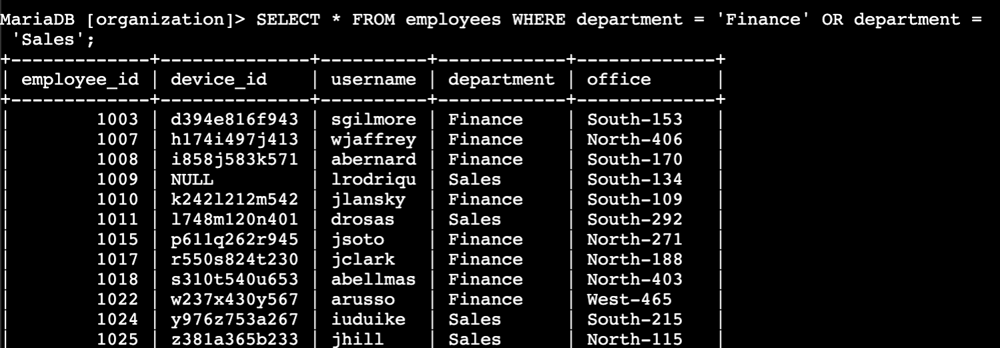 MariaDB [organization]> SELECT * FROM employees WHERE department = 'Finance' OR department =
 'Sales';
+-------------+--------------+----------+------------+-------------+
| employee_id | device_id    | username | department | office      |
+-------------+--------------+----------+------------+-------------+
|        1003 | d394e816f943 | sgilmore | Finance    | South-153   |
|        1007 | h174i497j413 | wjaffrey | Finance    | North-406   |
|        1008 | i858j583k571 | abernard | Finance    | South-170   |
|        1009 | NULL         | lrodriqu | Sales      | South-134   |
|        1010 | k242l212m542 | jlansky  | Finance    | South-109   |
|        1011 | l748m120n401 | drosas   | Sales      | South-292   |
|        1015 | p611q262r945 | jsoto    | Finance    | North-271   |
|        1017 | r550s824t230 | jclark   | Finance    | North-188   |
|        1018 | s310t540u653 | abellmas | Finance    | North-403   |
|        1022 | w237x430y567 | arusso   | Finance    | West-465    |
|        1024 | y976z753a267 | iuduike  | Sales      | South-215   |
|        1025 | z381a365b233 | jhill    | Sales      | North-115   |